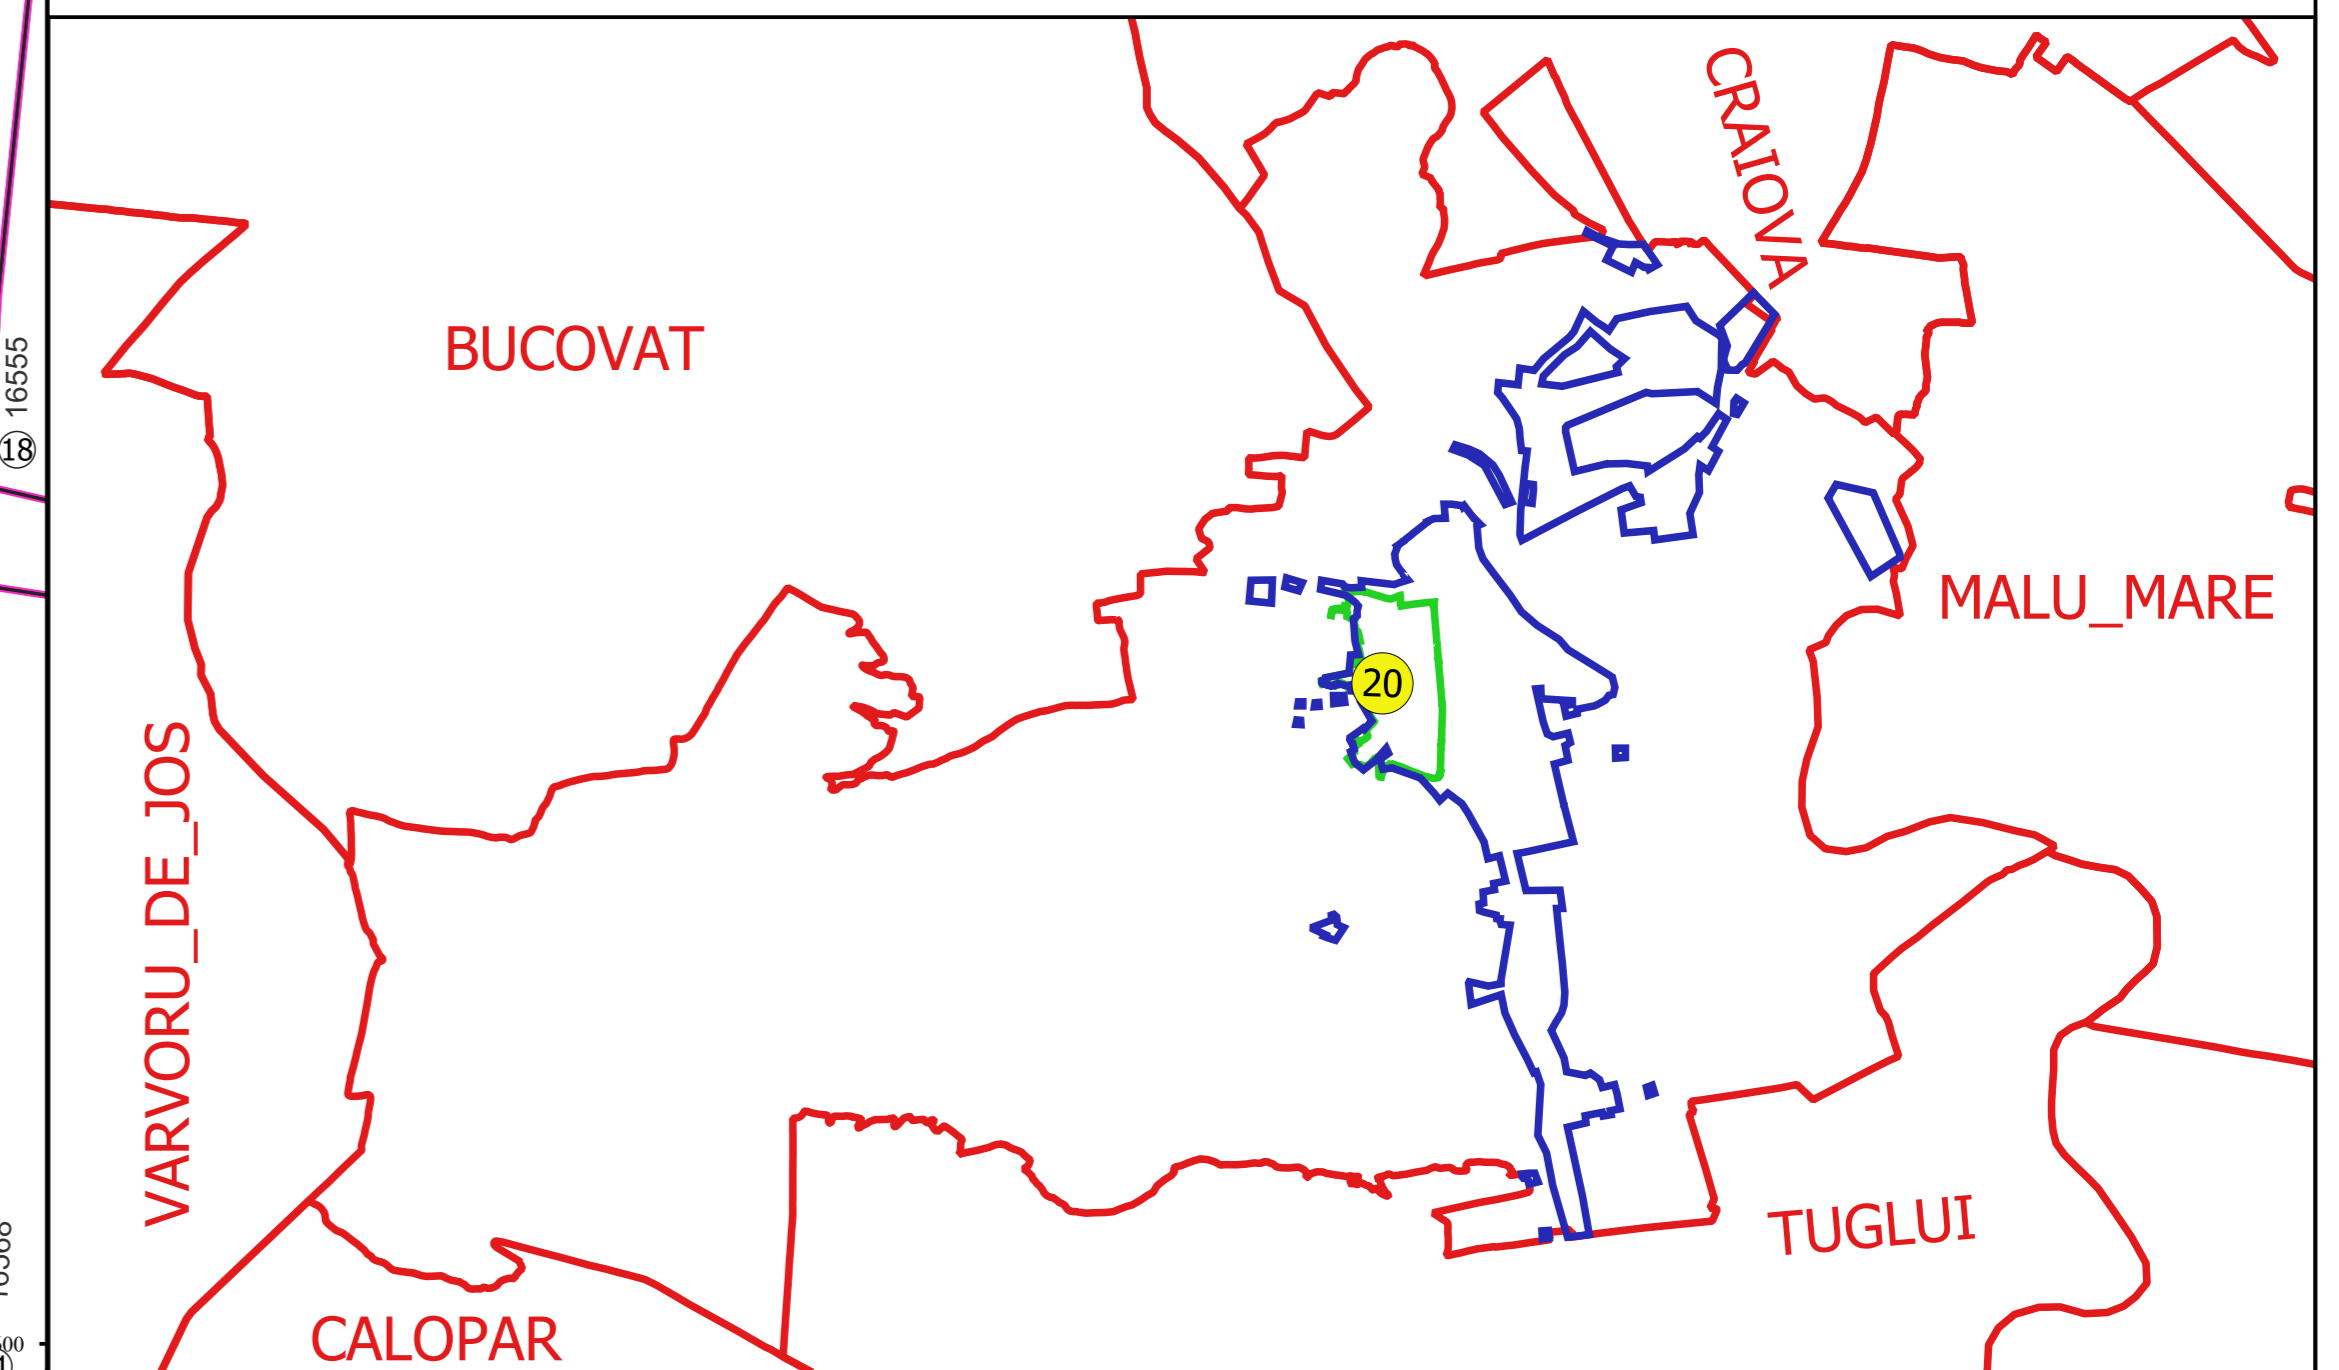 CRAIOVA
BUCOVAT
16555
18
MALU_MARE
20
VARVORU_DE_JOS
TUGLUI
CALOPAR